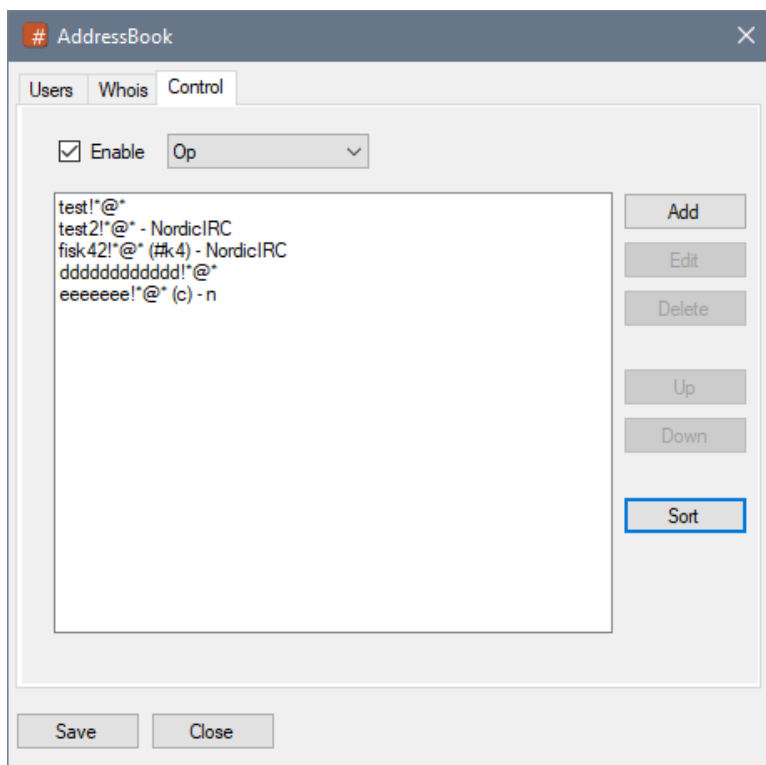 # AddressBook
Users Whois Control
Enable Op
test!*@*
test2!*@* - NordicIRC
fisk42!*@* (#k4) - NordicIRC
dddddddddddd!*@*
eeeeeee!*@* (c) - n
Add
Edit
Delete
Up
Down
Sort
Save Close